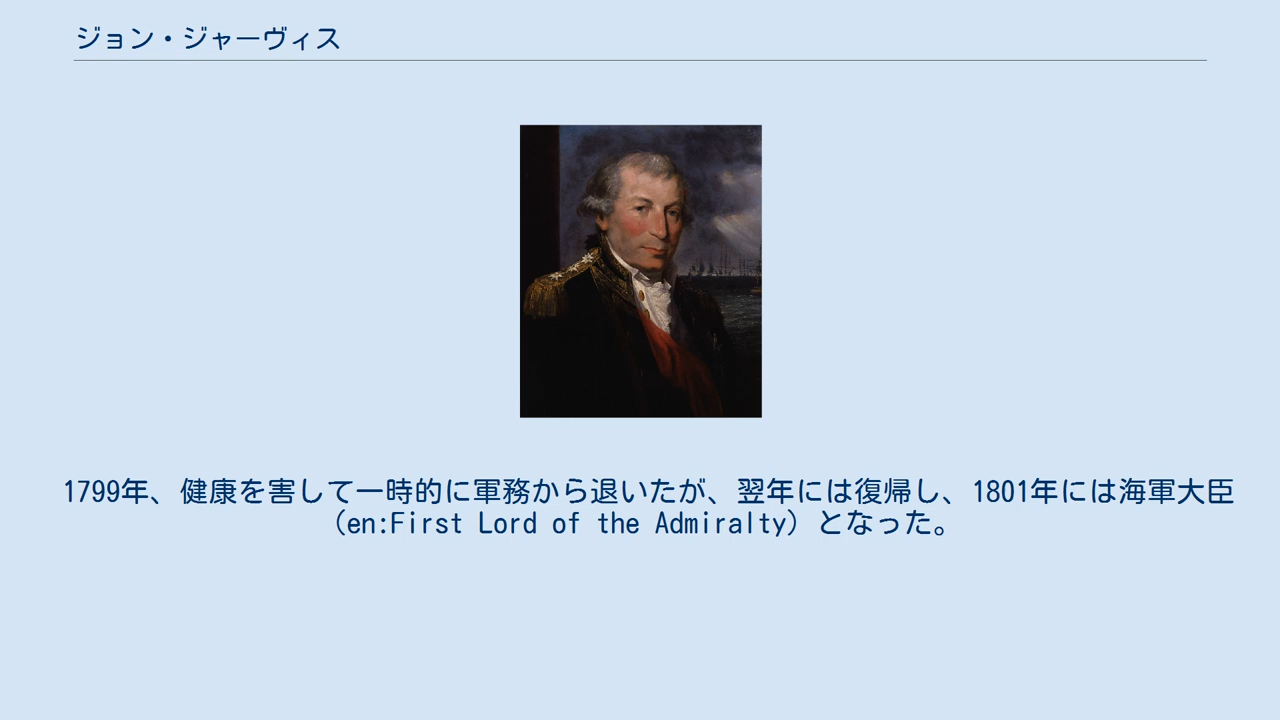 ジョン・ジャーヴィス
1799年、健康を害して一時的に軍務から退いたが、翌年には復帰し、1801年には海軍大臣
（en:First Lord of the Admiralty）となった。